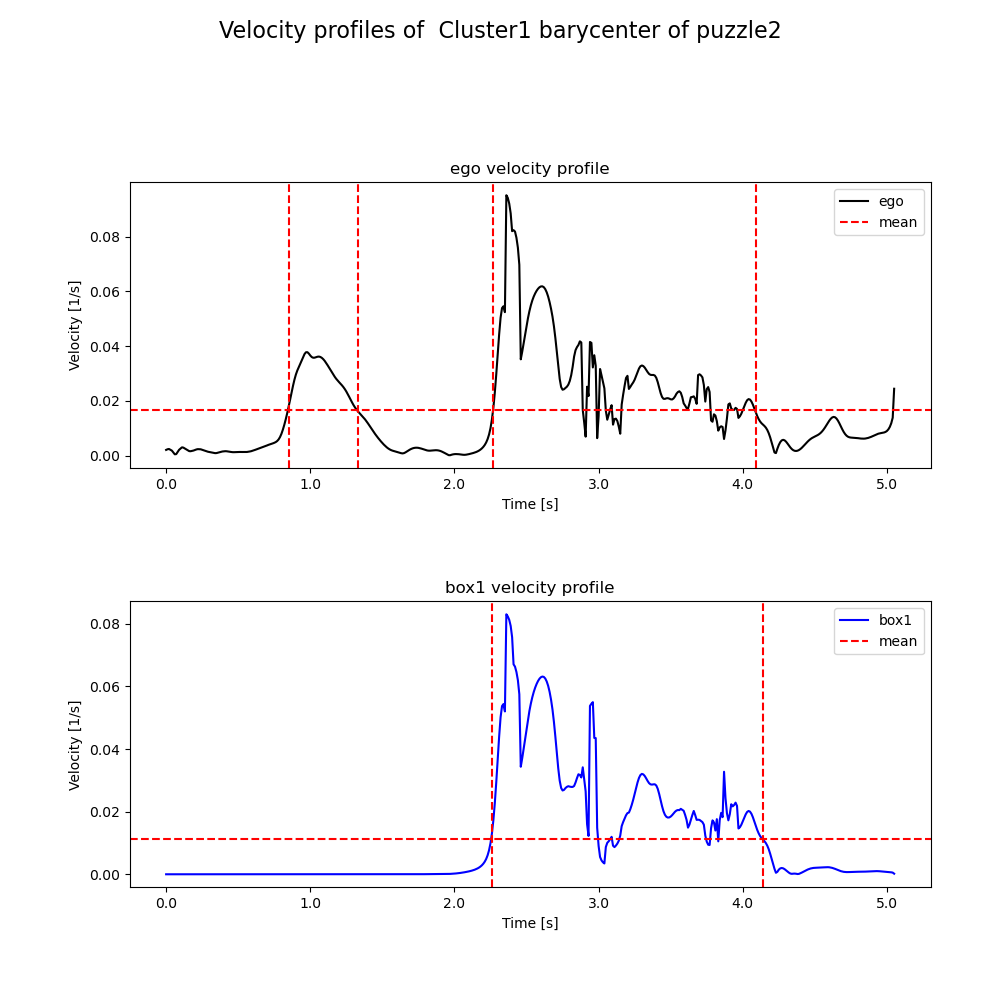 Velocity profiles of  Cluster1 barycenter of puzzle2
ego velocity profile
ego
mean
Velocity [1/s]
0.08
0.06
0.04
0.02
0.00
0.0 1.0 2.0 3.0 4.0 5.0
Time [s]
box1 velocity profile
box1
mean
Velocity [1/s]
0.08
0.06
0.04
0.02
0.00
0.0 1.0 2.0 3.0 4.0 5.0
Time [s]